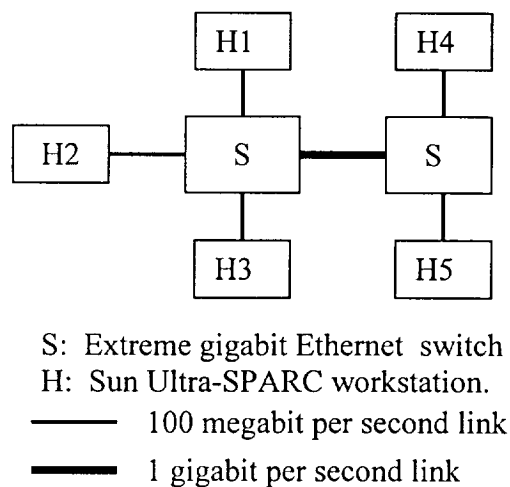 H1
H4
H2
S
S
H3
H5
S: Extreme gigabit Ethernet switch
H: Sun Ultra-SPARC workstation.
100 megabit per second link
1 gigabit per second link